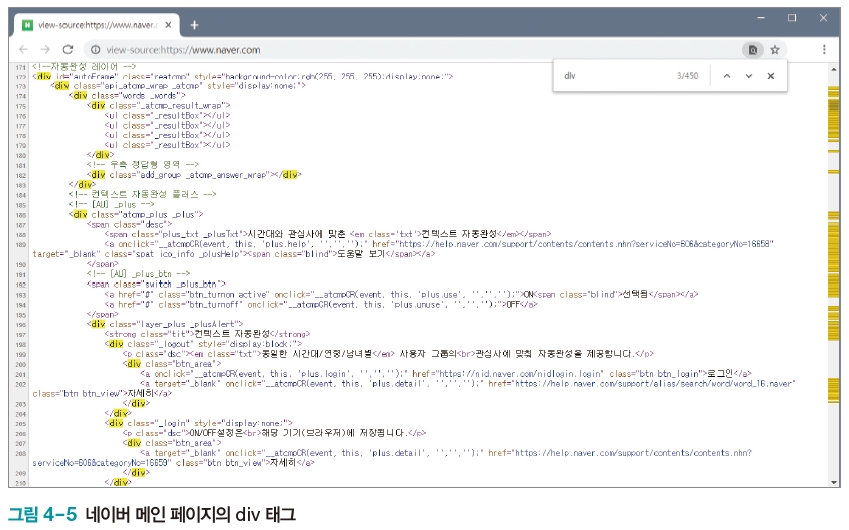 view-source:https://www.naver.c
view-source:https://www.naver.com
div
3/450
171 <!--자동완성 레이어 -->
172 <div id="autoFrame" class="reatcmp" style="background-color:rgb(255, 255, 255);display:none;">
173 <div class="api_atcmp_wrap _atcmp" style="display:none;">
174 <div class="words _words">
175 <div class="_atcmp_result_wrap">
176 <ul class="_resultBox"></ul>
177 <ul class="_resultBox"></ul>
178 <ul class="_resultBox"></ul>
179 <ul class="_resultBox"></ul>
180 </div>
181 <!-- 우측 정답형 영역 -->
182 <div class="add_group _atcmp_answer_wrap"></div>
183 </div>
184 <!-- 컨텍스트 자동완성 플러스 -->
185 <!-- [AU] _plus -->
186 <div class="atcmp_plus _plus">
187 <span class="desc">
188 <span class="plus_txt _plusTxt">시간대와 관심사에 맞춘 <em class='txt'>컨텍스트 자동완성</em></span>
189 <a onclick="__atcmpCR(event, this, 'plus.help', '','','');" href="https://help.naver.com/support/contents/contents.nhn?serviceNo=606&categoryNo=16658"
target="_blank" class="spat ico_info _plusHelp"><span class="blind">도움말 보기</span></a>
190 </span>
191 <!-- [AU] _plus_btn -->
192 <span class="switch _plus_btn">
193 <a href="#" class="btn_turnon active" onclick="__atcmpCR(event, this, 'plus.use', '','','');">ON<span class="blind">선택됨</span></a>
194 <a href="#" class="btn_turnoff" onclick="__atcmpCR(event, this, 'plus.unuse', '','','');">OFF</a>
195 </span>
196 <div class="layer_plus _plusAlert">
197 <strong class="tit">컨텍스트 자동완성</strong>
198 <div class="_logout" style="display:block;">
199 <p class="dsc"><em class="txt">동일한 시간대/연령/남녀별</em> 사용자 그룹의<br>관심사에 맞춰 자동완성을 제공합니다.</p>
200 <div class="btn_area">
201 <a onclick="__atcmpCR(event, this, 'plus.login', '','','');" href="https://nid.naver.com/nidlogin.login" class="btn btn_login">로그인</a>
202 <a target="_blank" onclick="__atcmpCR(event, this, 'plus.detail', '','','');" href="https://help.naver.com/support/alias/search/word/word_16.naver"
class="btn btn_view">자세히</a>
203 </div>
204 </div>
205 <div class="_login" style="display:none;">
206 <p class="dsc">ON/OFF설정은<br>해당 기기(브라우저)에 저장됩니다.</p>
207 <div class="btn_area">
208 <a target="_blank" onclick="__atcmpCR(event, this, 'plus.detail', '','','');" href="https://help.naver.com/support/contents/contents.nhn?
serviceNo=606&categoryNo=16659" class="btn btn_view">자세히</a>
209 </div>
210 </div>
그림 4-5 네이버 메인 페이지의 div 태그